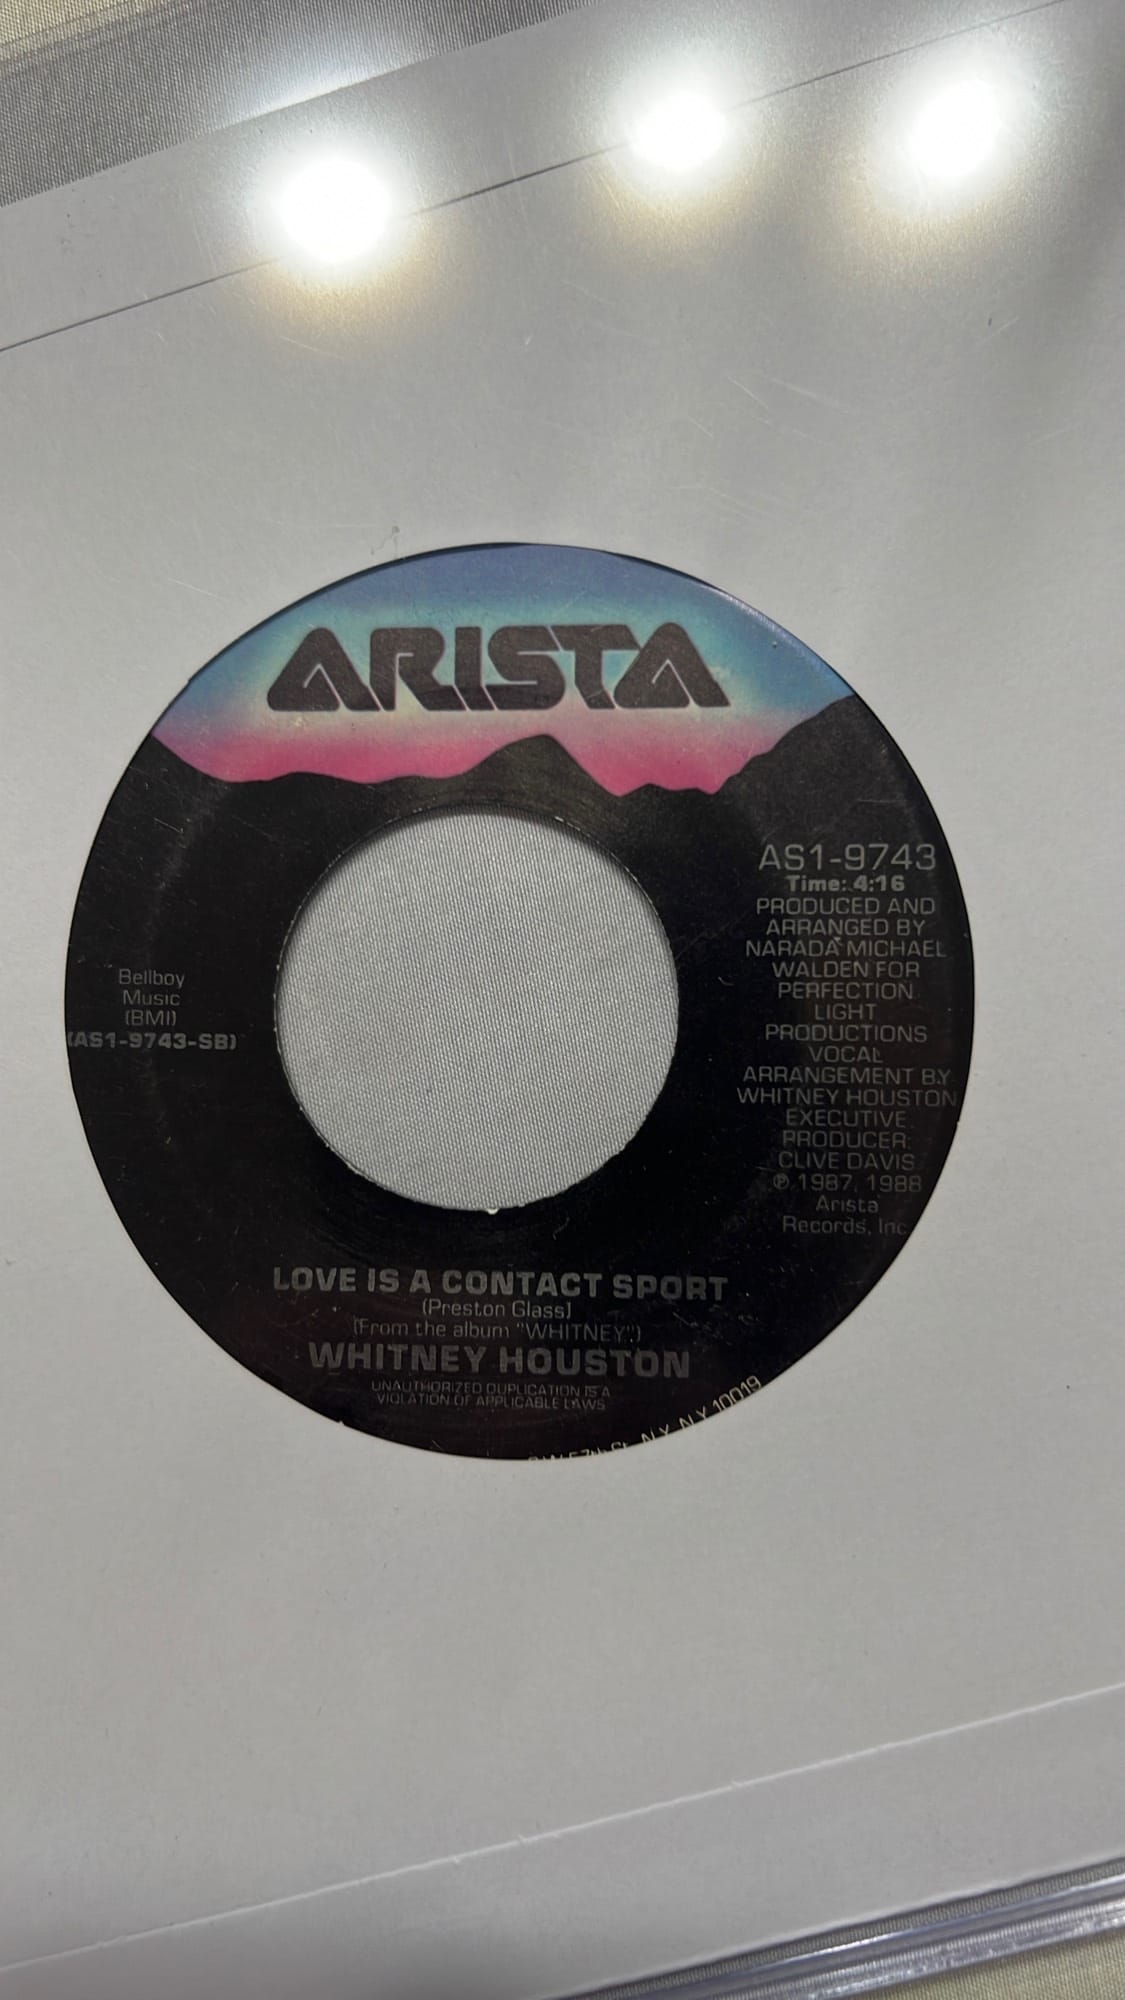 ARISTA
AS1-9743
Time: 4:16
PRODUCED AND
ARRANGED BY
NARADA MICHAEL
WALDEN FOR
PERFECTION
LIGHT
PRODUCTIONS
VOCAL
ARRANGEMENT BY
WHITNEY HOUSTON
EXECUTIVE
PRODUCER:
CLIVE DAVIS
℗ 1987, 1988
Arista
Records, Inc.
Bellboy
Music
(BMI)
(AS1-9743-SB)
LOVE IS A CONTACT SPORT
(Preston Glass)
(From the album "WHITNEY")
WHITNEY HOUSTON
UNAUTHORIZED DUPLICATION IS A
VIOLATION OF APPLICABLE LAWS
St. N.Y. N.Y. 10019